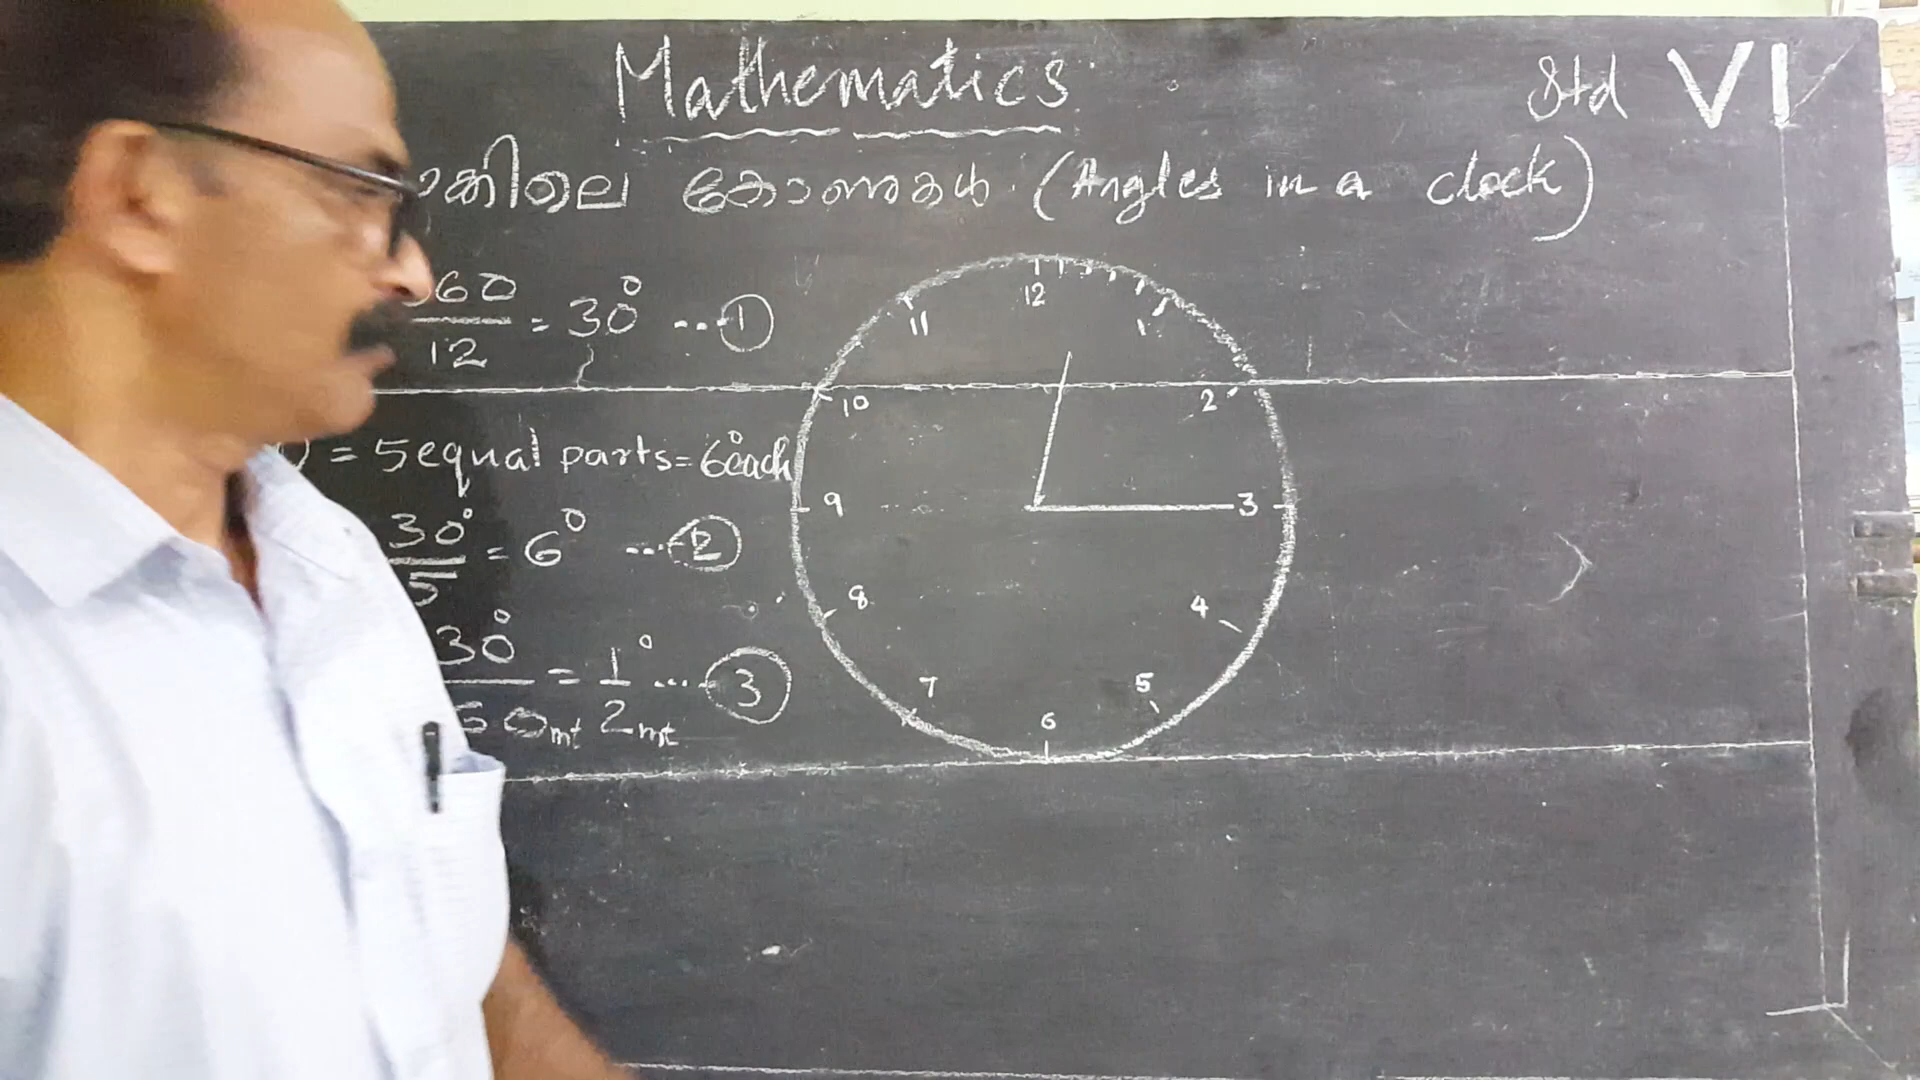 Mathematics
Std VI
കോണുകൾ (Angles in a clock)
60
12
= 30° ...①
= 5 equal parts = 6° each
30°
5
= 6° ...②
30°
mt
= 1°
2mt
...③
12
1
2
3
4
5
6
7
8
9
10
11